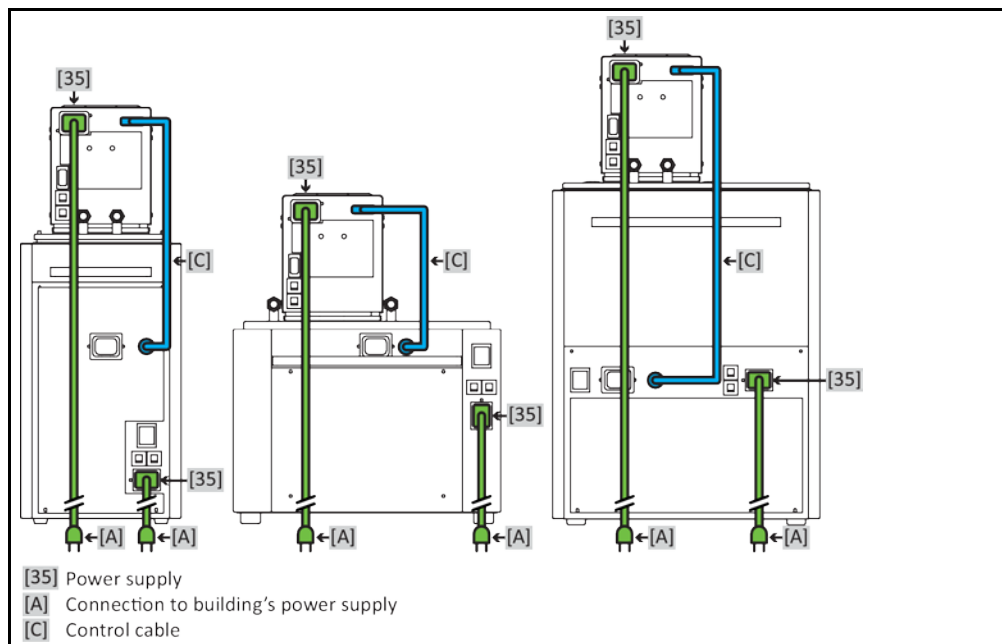 [35]
[35]
[35]
[C]
[C]
[C]
[35]
[35]
[35]
[A]
[A]
[A]
[A]
[A]
[A]
[35] Power supply
[A] Connection to building's power supply
[C] Control cable